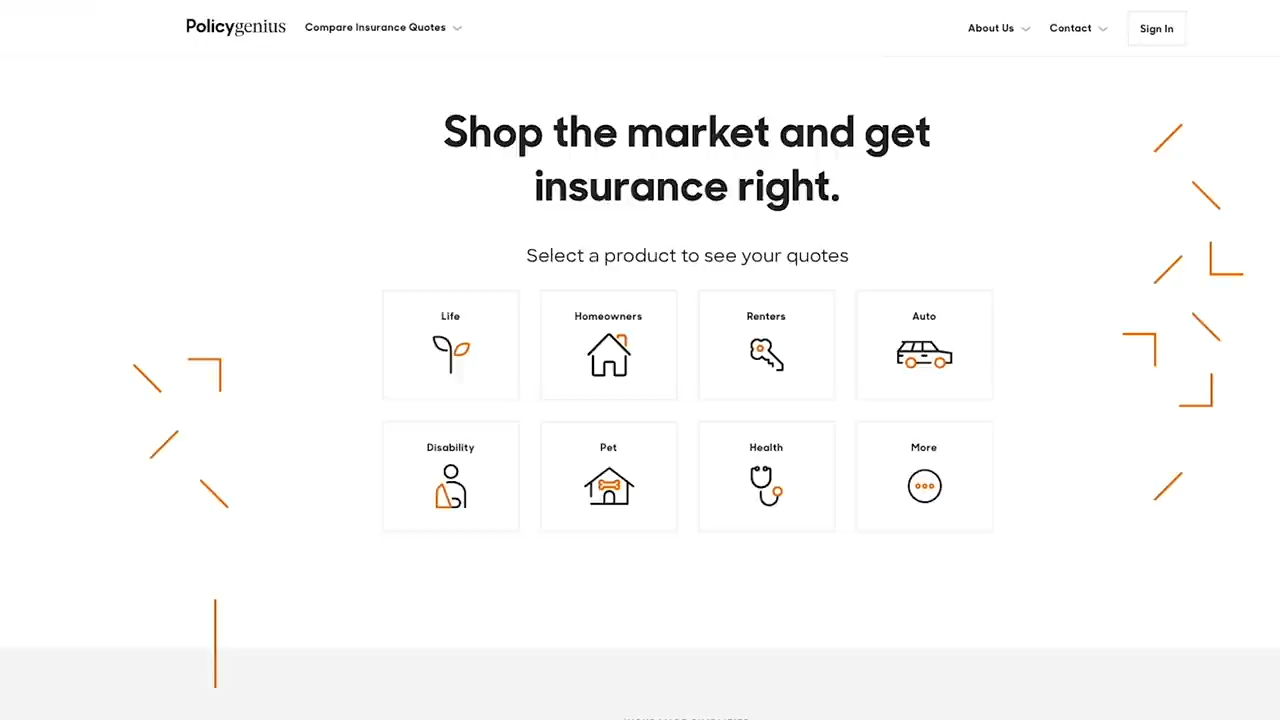 Policygenius
Compare Insurance Quotes
About Us
Contact
Sign In
Shop the market and get
insurance right.
Select a product to see your quotes
Life
Homeowners
Renters
Auto
Disability
Pet
Health
More